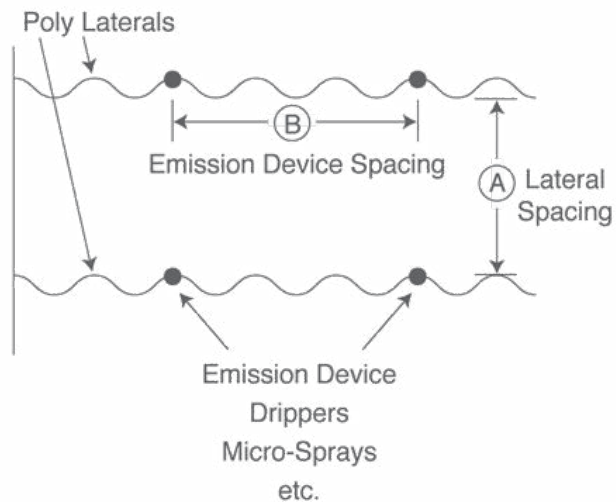 Poly Laterals
B
Emission Device Spacing
A
Lateral
Spacing
Emission Device
Drippers
Micro-Sprays
etc.